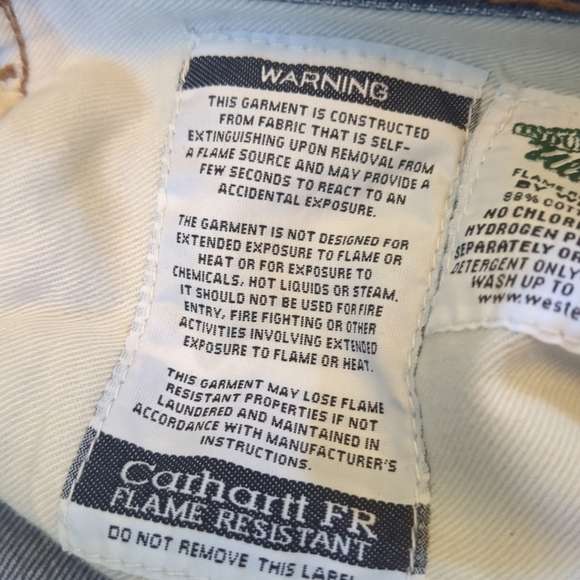 WARNING
THIS GARMENT IS CONSTRUCTED
FROM FABRIC THAT IS SELF-
EXTINGUISHING UPON REMOVAL FROM
A FLAME SOURCE AND MAY PROVIDE A
FEW SECONDS TO REACT TO AN
ACCIDENTAL EXPOSURE.
THE GARMENT IS NOT DESIGNED FOR
EXTENDED EXPOSURE TO FLAME OR
HEAT OR FOR EXPOSURE TO
CHEMICALS, HOT LIQUIDS OR STEAM.
IT SHOULD NOT BE USED FOR FIRE
ENTRY, FIRE FIGHTING OR OTHER
ACTIVITIES INVOLVING EXTENDED
EXPOSURE TO FLAME OR HEAT.
THIS GARMENT MAY LOSE FLAME
RESISTANT PROPERTIES IF NOT
LAUNDERED AND MAINTAINED IN
ACCORDANCE WITH MANUFACTURER'S
INSTRUCTIONS.
Carhartt FR
FLAME RESISTANT
DO NOT REMOVE THIS LABEL
BY
88% COT
NO CHLOR
HYDROGEN P
SEPARATELY OR
DETERGENT ONLY
WASH UP TO
www.weste